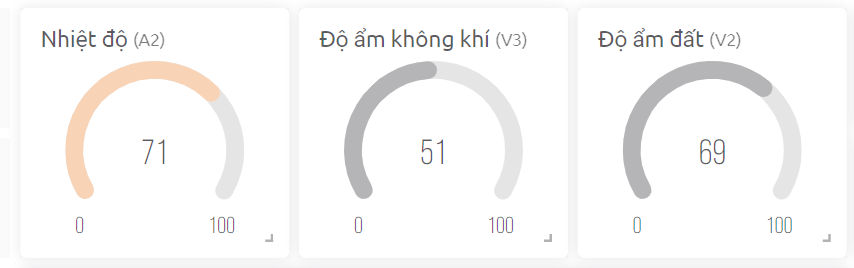 Nhiệt độ (A2)
71
0 100
Độ ẩm không khí (V3)
51
0 100
Độ ẩm đất (V2)
69
0 100